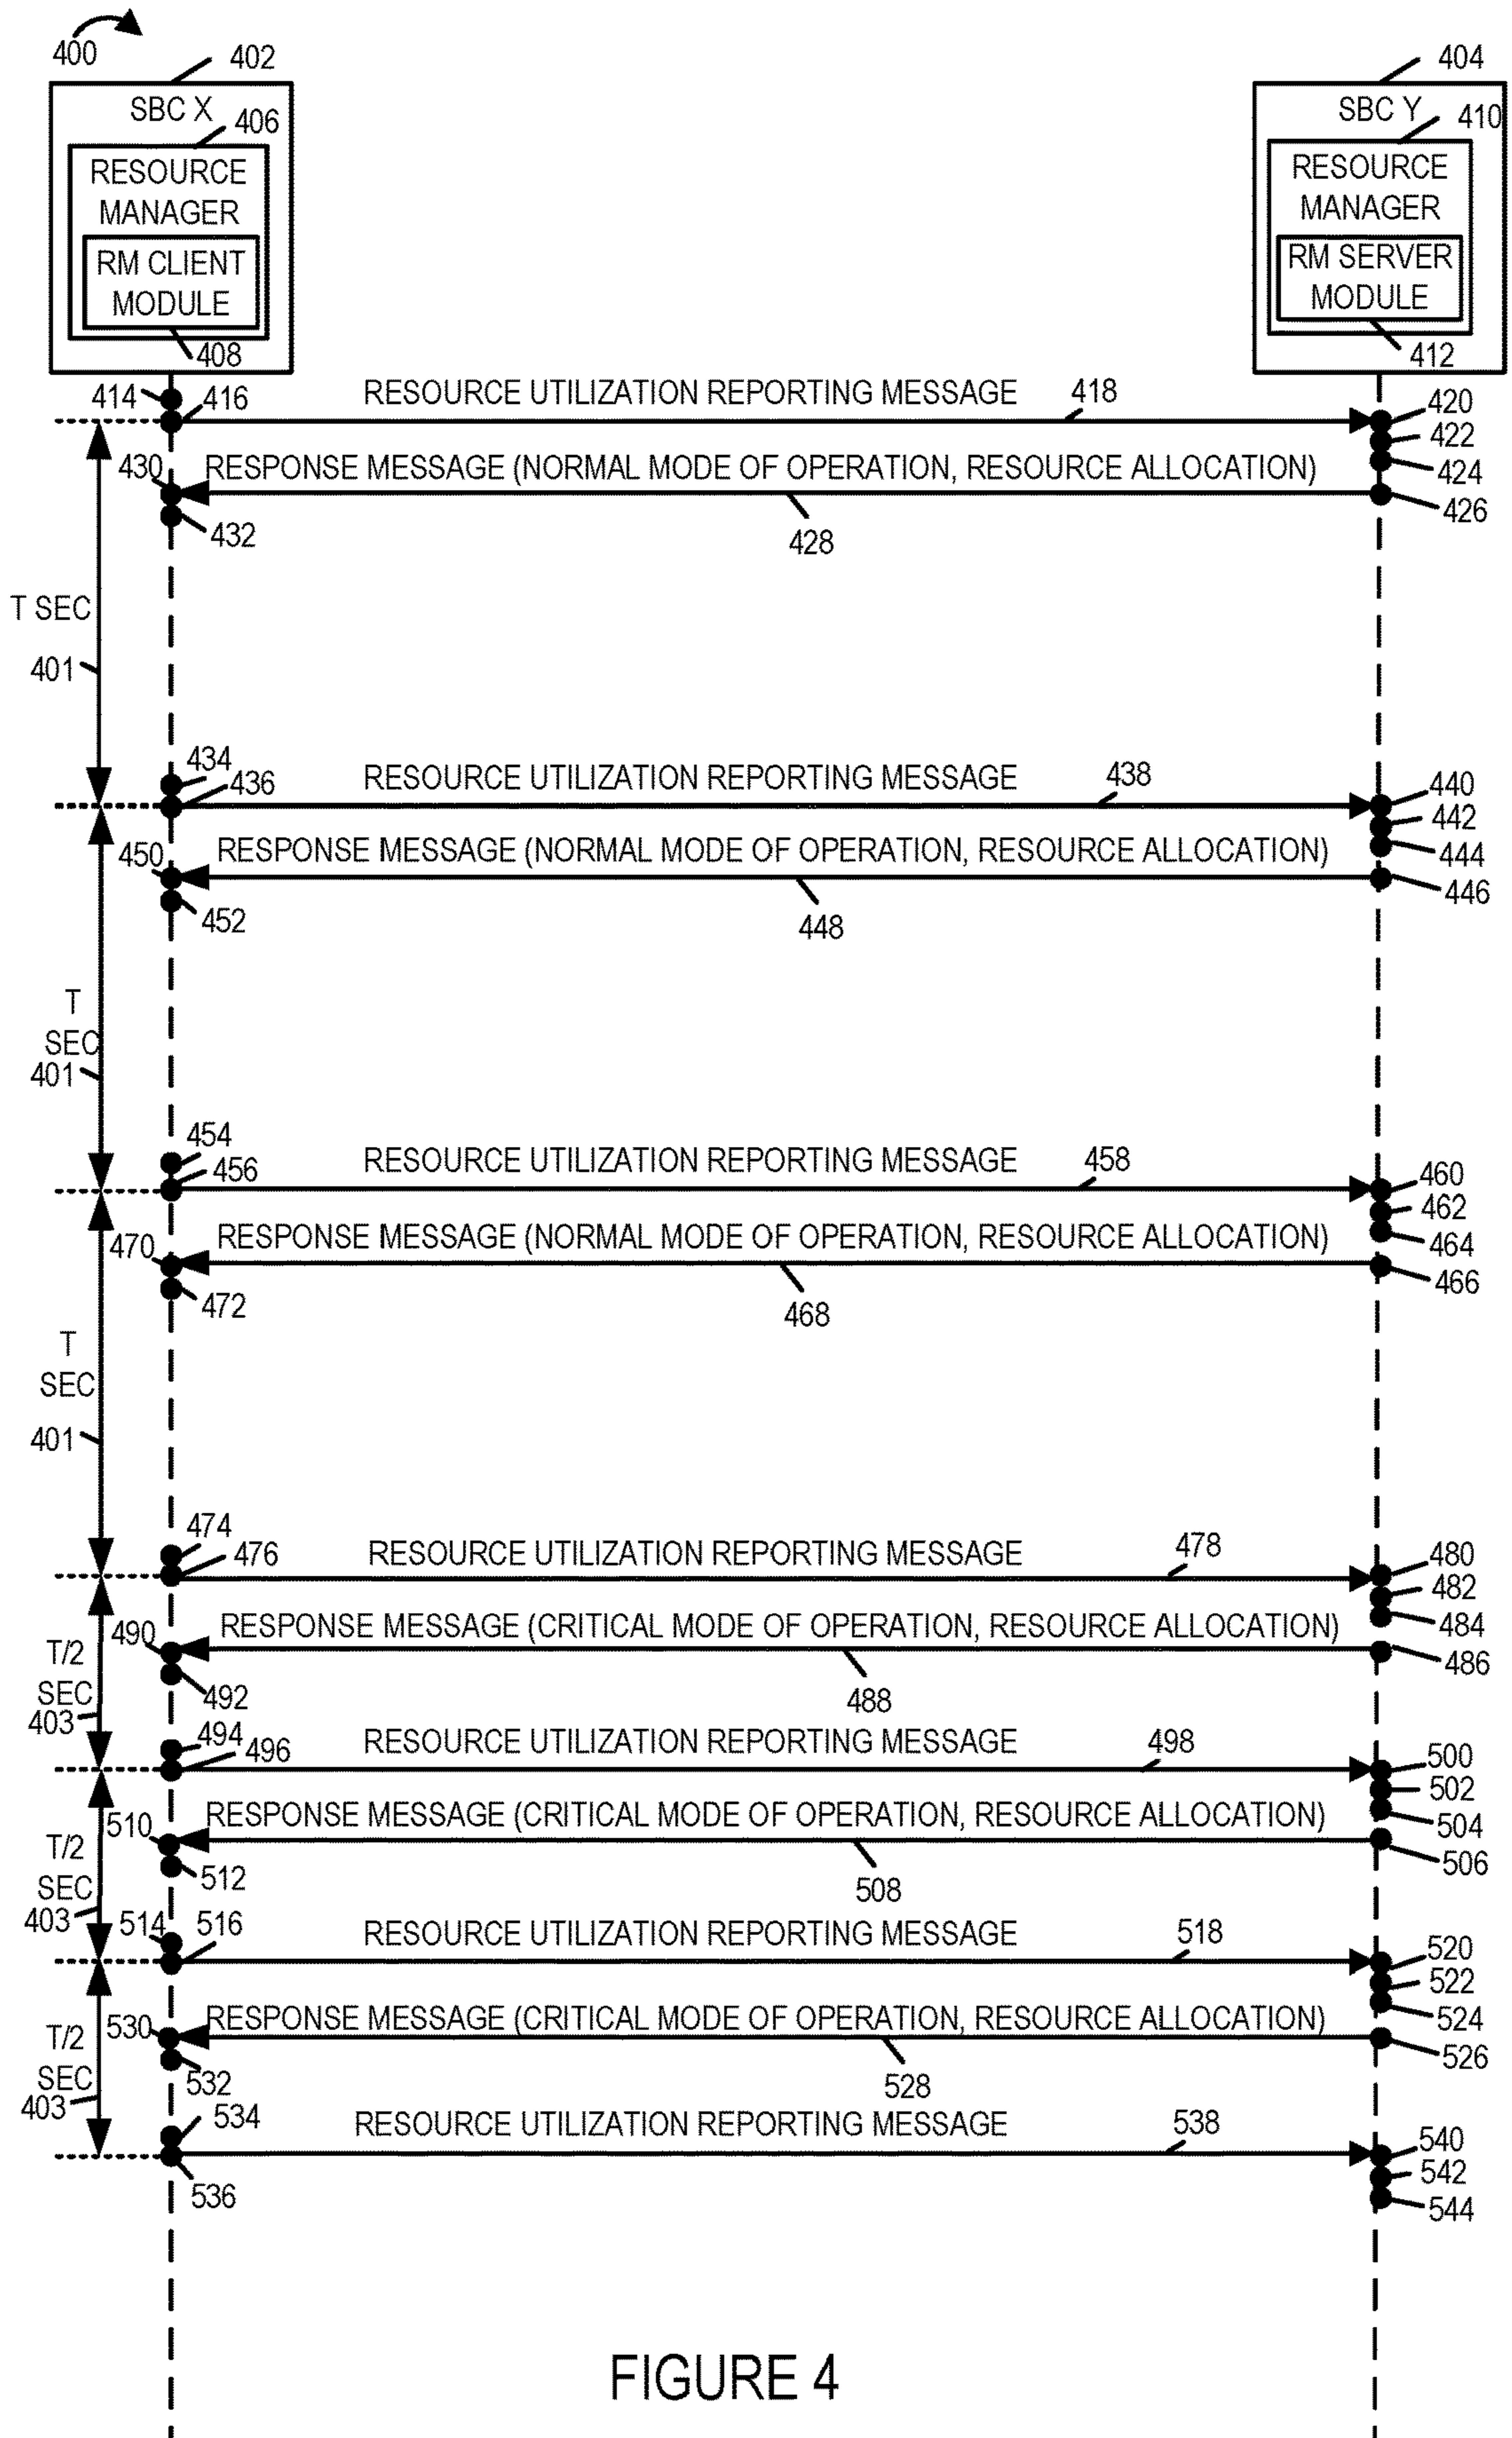 400
402
404
SBC X
SBC Y
406
410
RESOURCE
MANAGER
RESOURCE
MANAGER
RM CLIENT
MODULE
RM SERVER
MODULE
408
412
414
416
RESOURCE UTILIZATION REPORTING MESSAGE
418
420
422
430
RESPONSE MESSAGE (NORMAL MODE OF OPERATION, RESOURCE ALLOCATION)
424
426
432
428
T SEC
401
434
436
RESOURCE UTILIZATION REPORTING MESSAGE
438
440
442
450
RESPONSE MESSAGE (NORMAL MODE OF OPERATION, RESOURCE ALLOCATION)
444
446
452
448
T
SEC
401
454
456
RESOURCE UTILIZATION REPORTING MESSAGE
458
460
462
470
RESPONSE MESSAGE (NORMAL MODE OF OPERATION, RESOURCE ALLOCATION)
464
466
472
468
T
SEC
401
474
476
RESOURCE UTILIZATION REPORTING MESSAGE
478
480
482
490
RESPONSE MESSAGE (CRITICAL MODE OF OPERATION, RESOURCE ALLOCATION)
484
486
T/2
SEC
403
492
488
494
496
RESOURCE UTILIZATION REPORTING MESSAGE
498
500
502
510
RESPONSE MESSAGE (CRITICAL MODE OF OPERATION, RESOURCE ALLOCATION)
504
506
T/2
SEC
403
512
508
514
516
RESOURCE UTILIZATION REPORTING MESSAGE
518
520
522
530
RESPONSE MESSAGE (CRITICAL MODE OF OPERATION, RESOURCE ALLOCATION)
524
526
T/2
SEC
403
532
528
534
RESOURCE UTILIZATION REPORTING MESSAGE
538
540
542
536
544
FIGURE 4